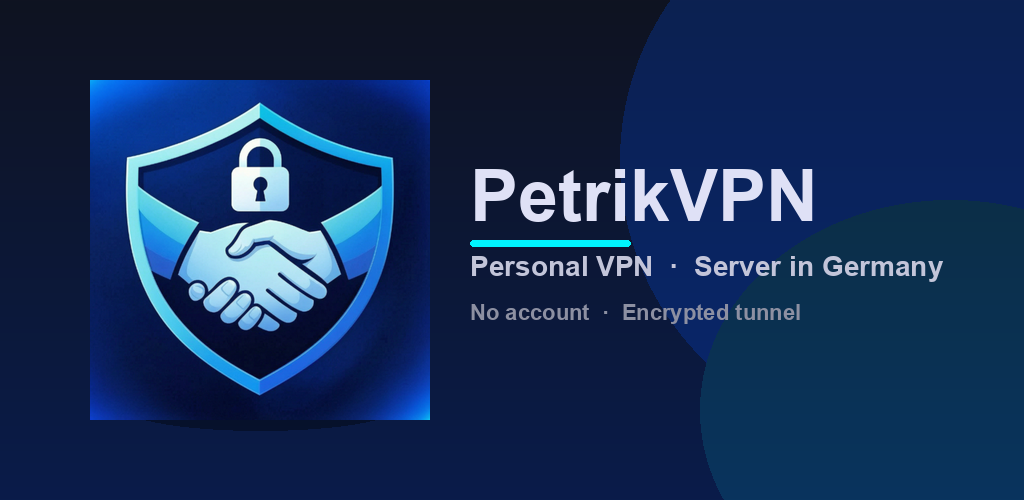 PetrikVPN
Personal VPN · Server in Germany
No account · Encrypted tunnel